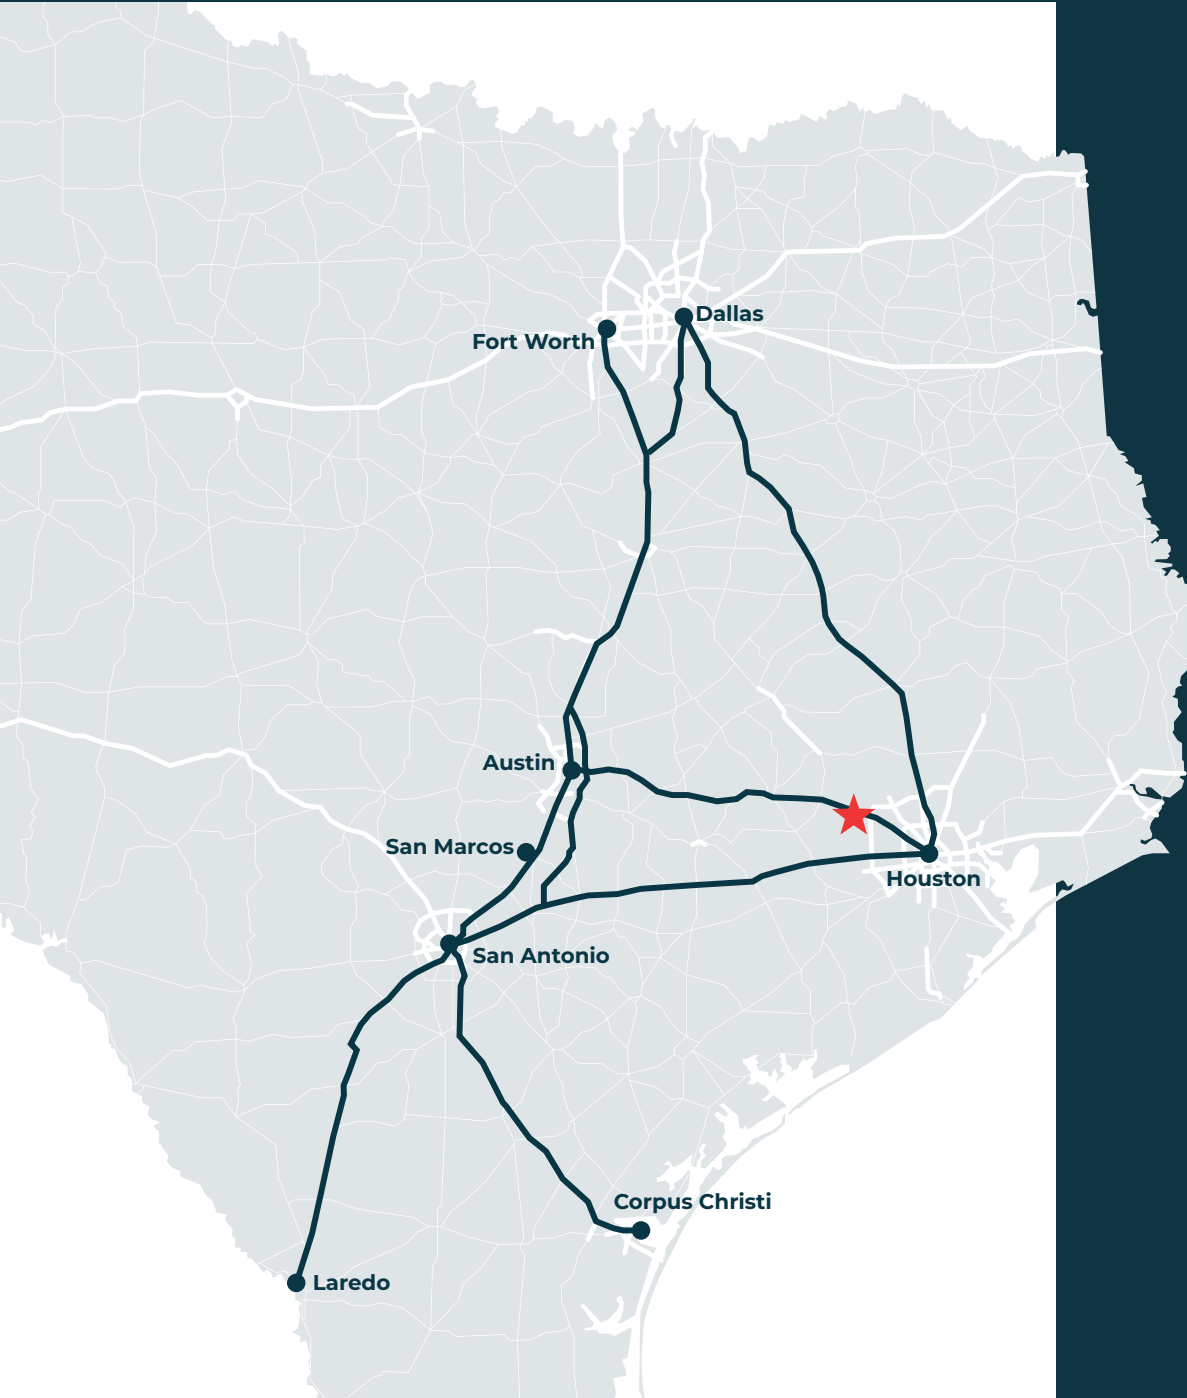 Dallas
Fort Worth
Austin
San Marcos
Houston
San Antonio
Corpus Christi
Laredo